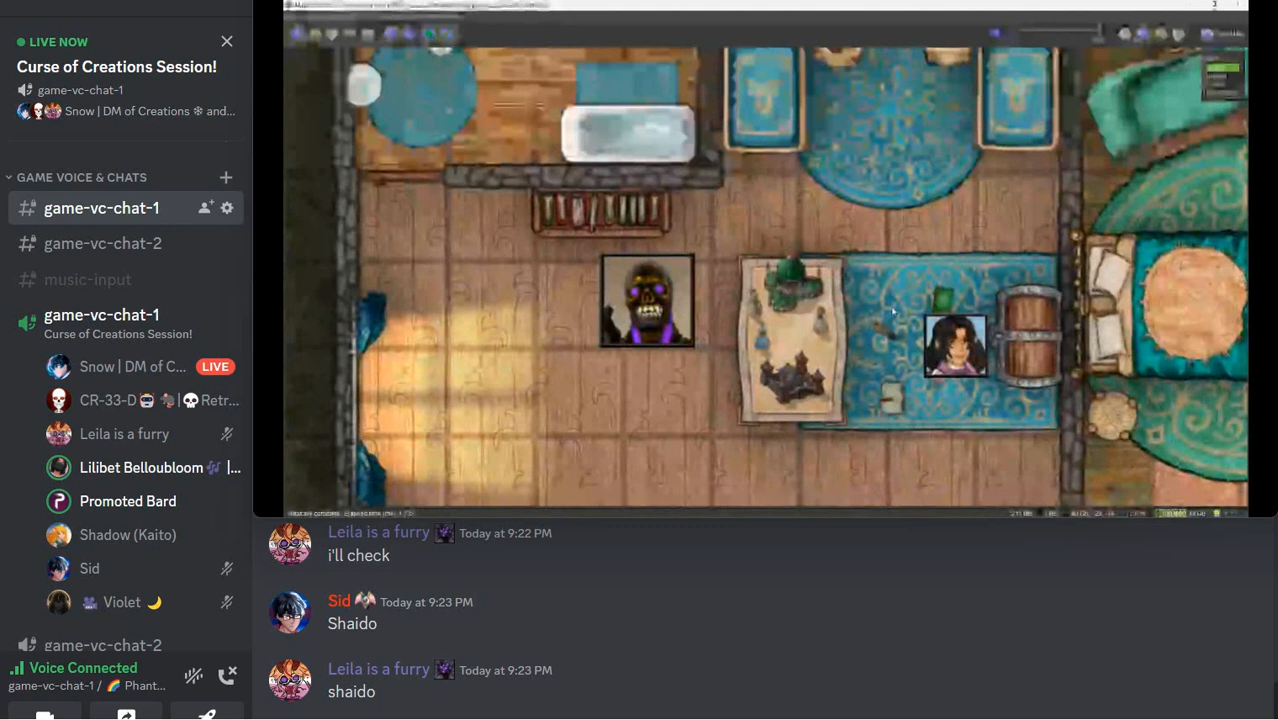 LIVE NOW
Curse of Creations Session!
game-vc-chat-1
Snow | DM of Creations ❄ and...
GAME VOICE & CHATS
game-vc-chat-1
game-vc-chat-2
music-input
game-vc-chat-1
Curse of Creations Session!
Snow | DM of C... LIVE
CR-33-D | Retr...
Leila is a furry
Lilibet Belloubloom 🎶 |...
Promoted Bard
Shadow (Kaito)
Sid
Violet 🌙
game-vc-chat-2
Voice Connected
game-vc-chat-1 / 🌈 Phant...
Leila is a furry Today at 9:22 PM
i'll check
Sid Today at 9:23 PM
Shaido
Leila is a furry Today at 9:23 PM
shaido